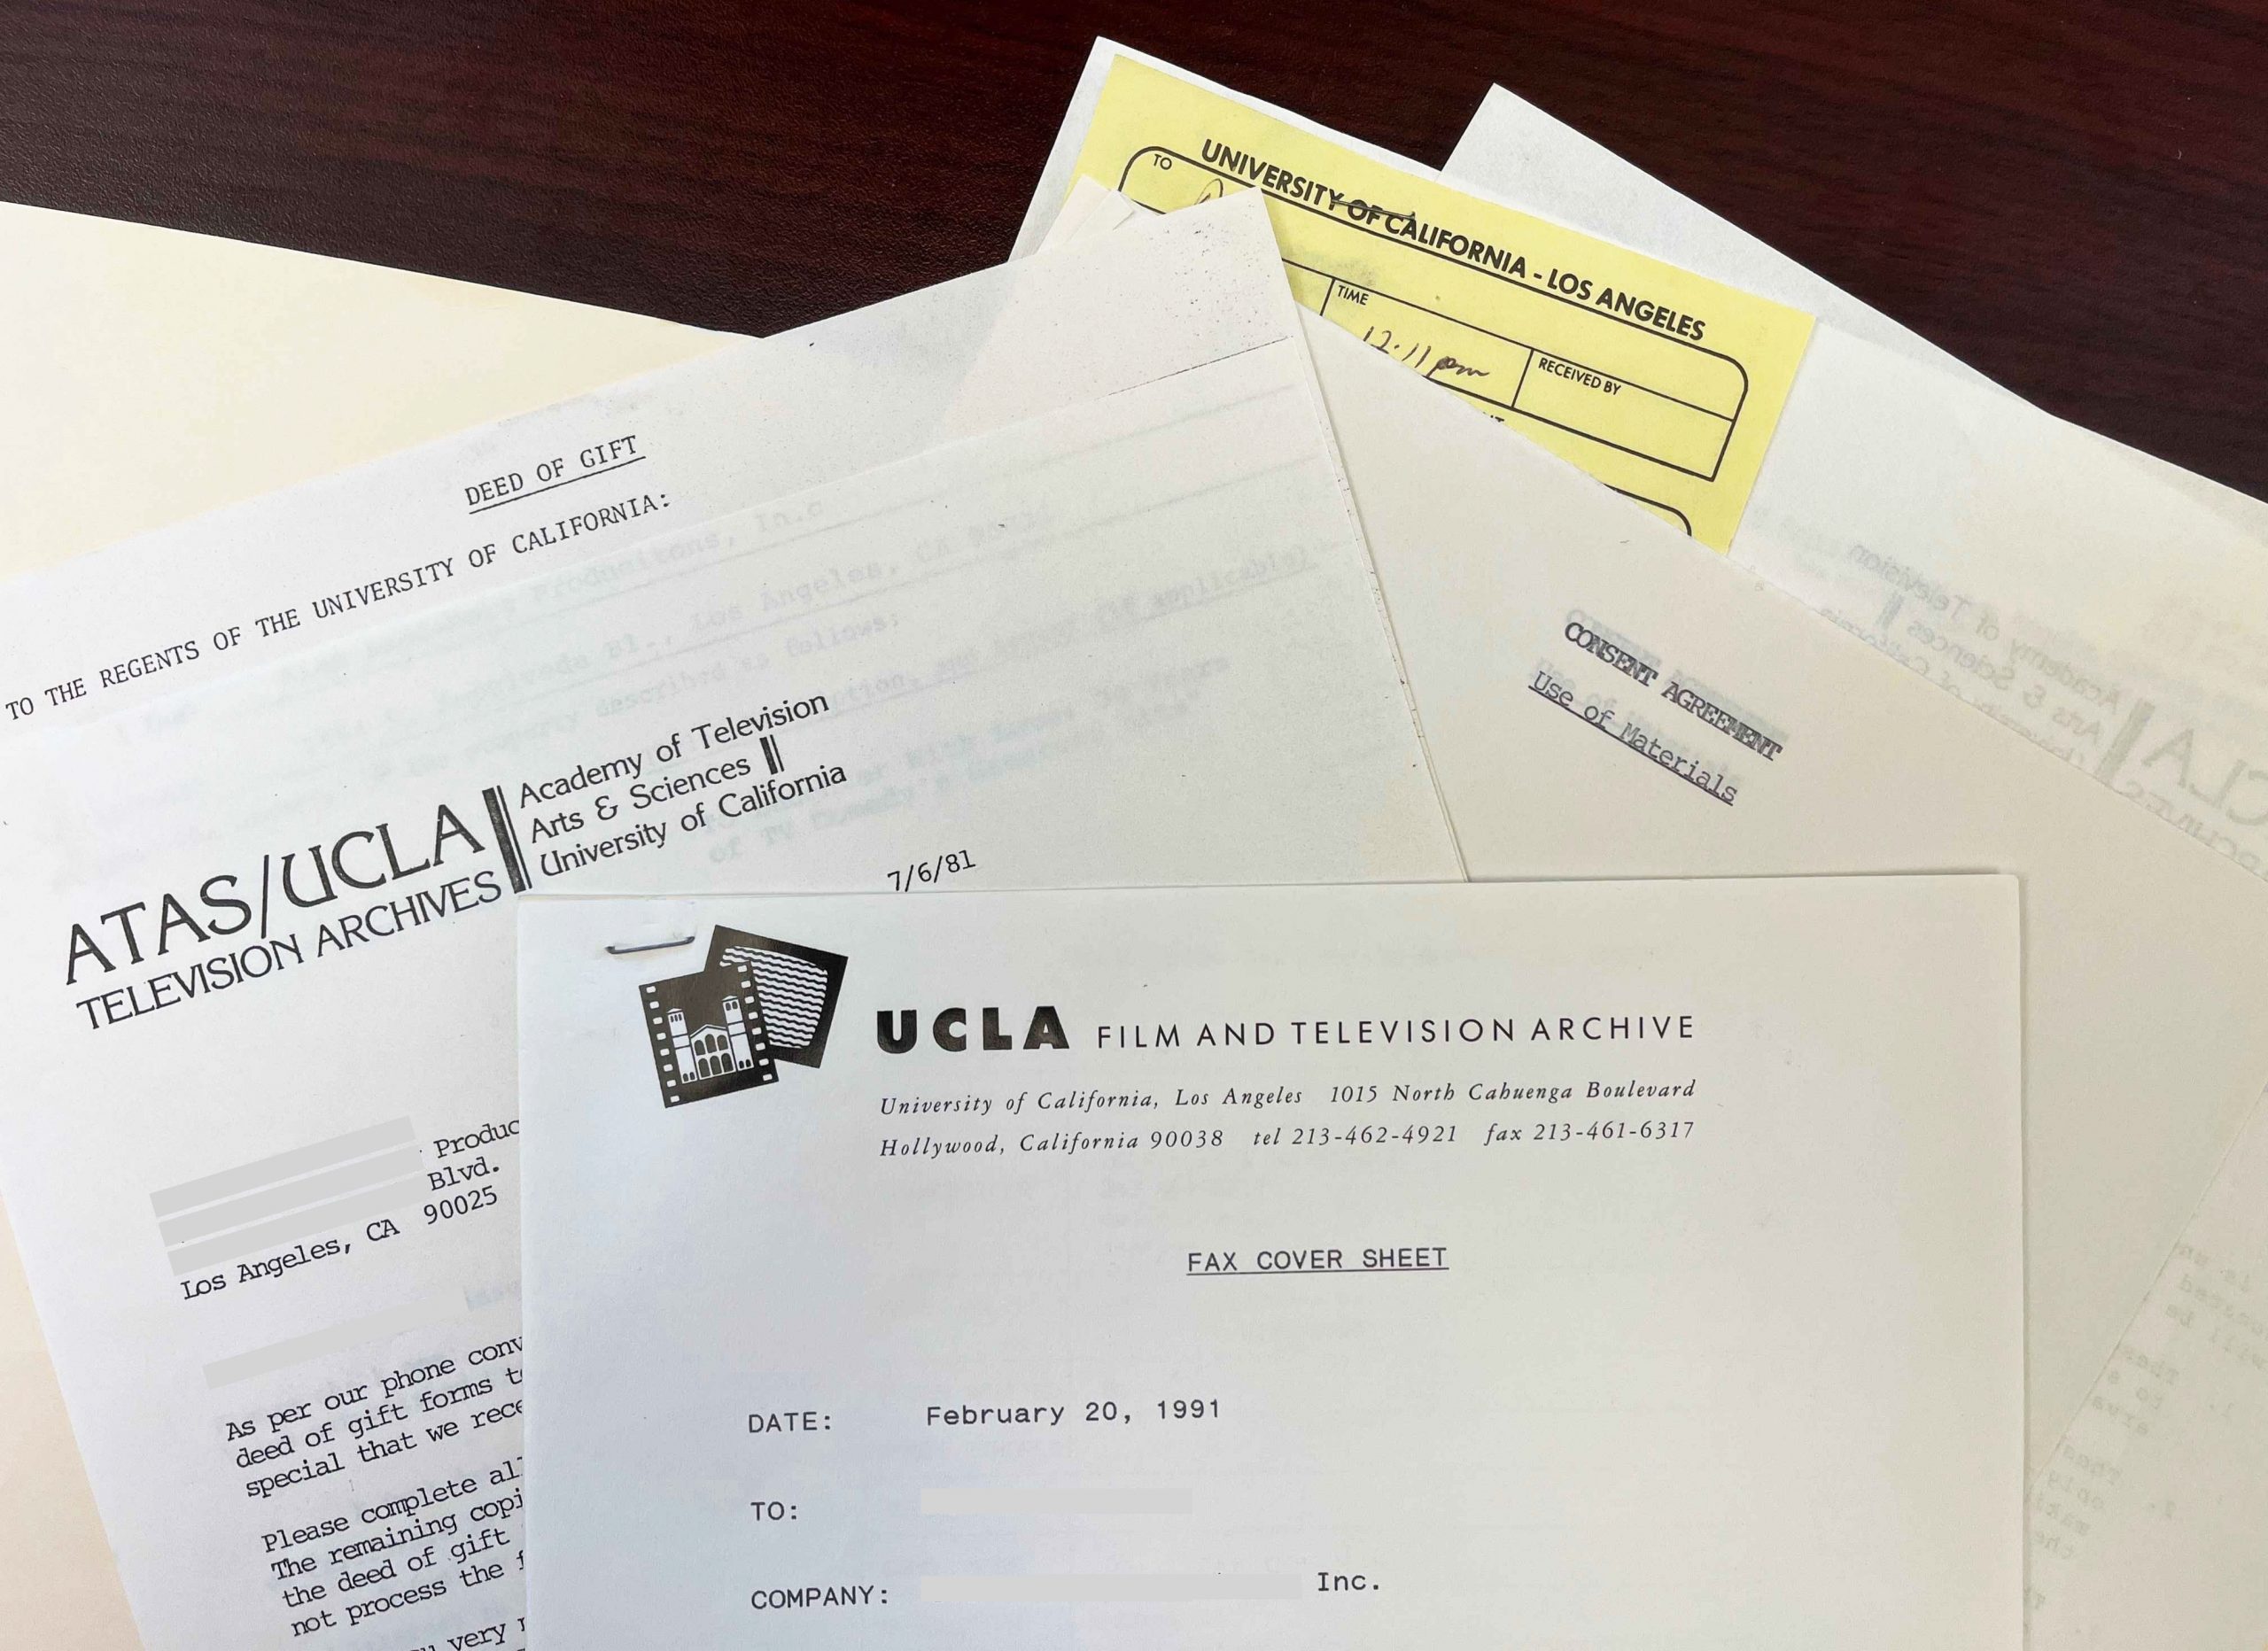 UNIVERSITY OF CALIFORNIA - LOS ANGELES
TO
TIME
12:11 pm
RECEIVED BY
DEED OF GIFT
TO THE REGENTS OF THE UNIVERSITY OF CALIFORNIA:
CONSENT AGREEMENT
Use of Materials
ATAS/UCLA
TELEVISION ARCHIVES
Academy of Television
Arts & Sciences
University of California
7/6/81
Produc
Blvd.
Los Angeles, CA 90025
As per our phone conv
deed of gift forms t
special that we rece
Please complete al
The remaining copi
the deed of gift
not process the f
very
UCLA FILM AND TELEVISION ARCHIVE
University of California, Los Angeles 1015 North Cahuenga Boulevard
Hollywood, California 90038 tel 213-462-4921 fax 213-461-6317
FAX COVER SHEET
DATE: February 20, 1991
TO:
COMPANY: Inc.